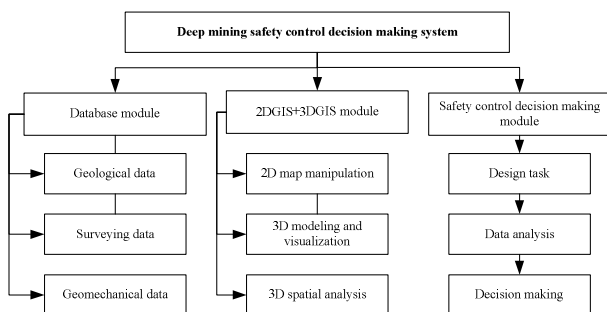 Deep mining safety control decision making system
Database module
2DGIS+3DGIS module
Safety control decision making
module
Geological data
2D map manipulation
Design task
Surveying data
3D modeling and
visualization
Data analysis
Geomechanical data
3D spatial analysis
Decision making